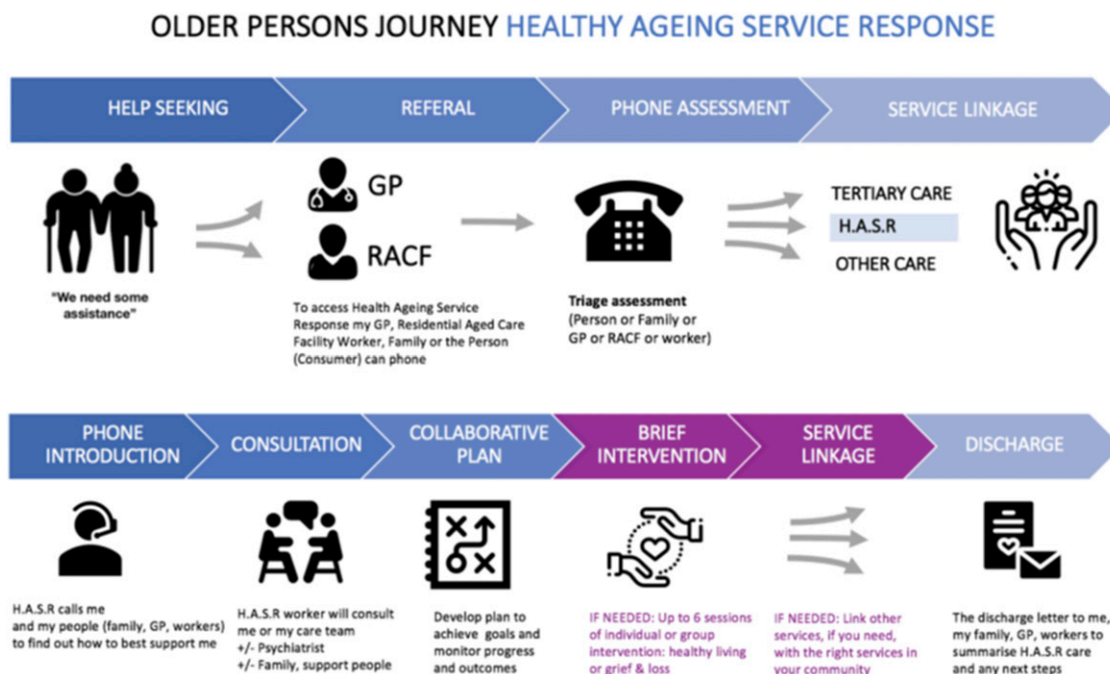 OLDER PERSONS JOURNEY HEALTHY AGEING SERVICE RESPONSE
HELP SEEKING
REFERAL
PHONE ASSESSMENT
SERVICE LINKAGE
"We need some
assistance"
GP
RACF
To access Health Ageing Service
Response my GP, Residential Aged Care
Facility Worker, Family or the Person
(Consumer) can phone
Triage assessment
(Person or Family or
GP or RACF or worker)
TERTIARY CARE
H.A.S.R
OTHER CARE
PHONE
INTRODUCTION
CONSULTATION
COLLABORATIVE
PLAN
BRIEF
INTERVENTION
SERVICE
LINKAGE
DISCHARGE
H.A.S.R calls me
and my people (family, GP, workers)
to find out how to best support me
H.A.S.R worker will consult
me or my care team
+/- Psychiatrist
+/- Family, support people
Develop plan to
achieve goals and
monitor progress
and outcomes
IF NEEDED: Up to 6 sessions
of individual or group
intervention: healthy living
or grief & loss
IF NEEDED: Link other
services, if you need,
with the right services in
your community
The discharge letter to me,
my family, GP, workers to
summarise H.A.S.R care
and any next steps